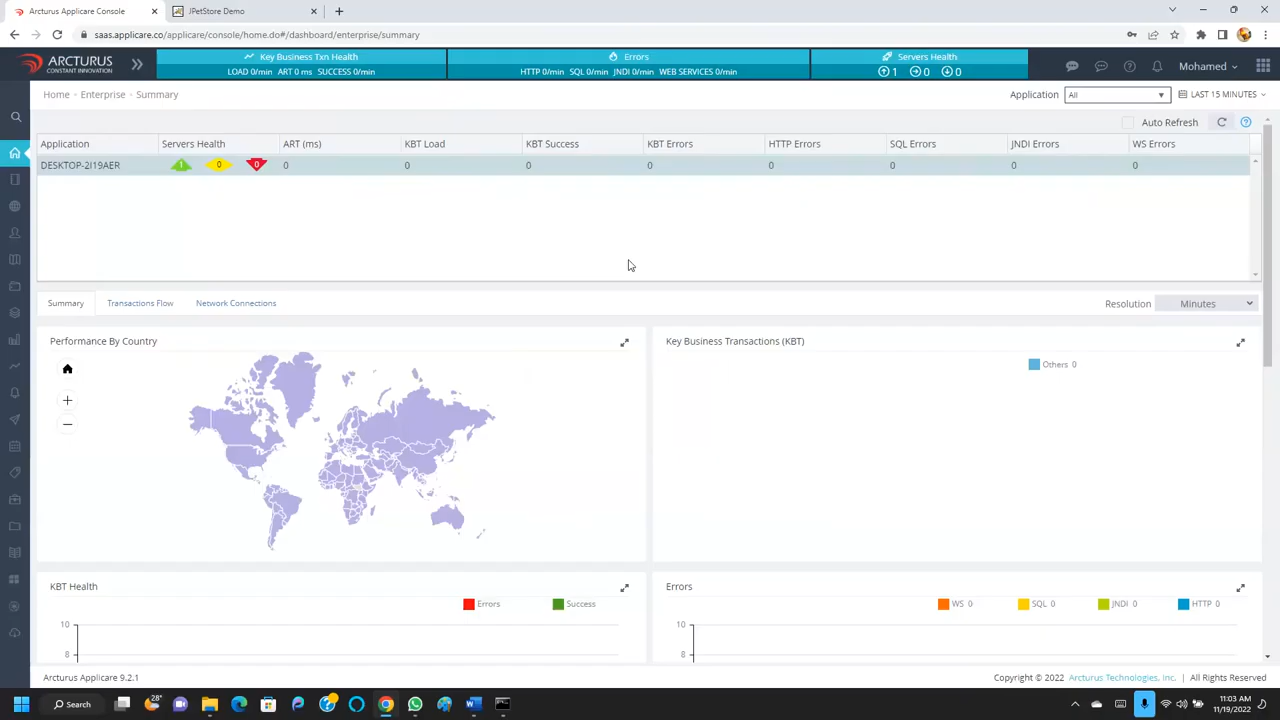 Arcturus Applicare Console
JPetStore Demo
saas.applicare.co/applicare/console/home.do#/dashboard/enterprise/summary
ARCTURUS
CONSTANT INNOVATION
Key Business Txn Health
LOAD 0/min ART 0 ms SUCCESS 0/min
Errors
HTTP 0/min SQL 0/min JNDI 0/min WEB SERVICES 0/min
Servers Health
1 0 0
Mohamed
Home - Enterprise - Summary
Application All LAST 15 MINUTES
Auto Refresh
Application Servers Health ART (ms) KBT Load KBT Success KBT Errors HTTP Errors SQL Errors JNDI Errors WS Errors
DESKTOP-2I19AER 1 0 0 0 0 0 0 0 0 0 0
Summary Transactions Flow Network Connections
Resolution Minutes
Performance By Country
Key Business Transactions (KBT)
Others 0
KBT Health
Errors Success
10
8
Errors
WS 0 SQL 0 JNDI 0 HTTP 0
10
8
Arcturus Applicare 9.2.1
Copyright © 2022 Arcturus Technologies, Inc. | All Rights Reserved
Search
28°
11:03 AM
11/19/2022